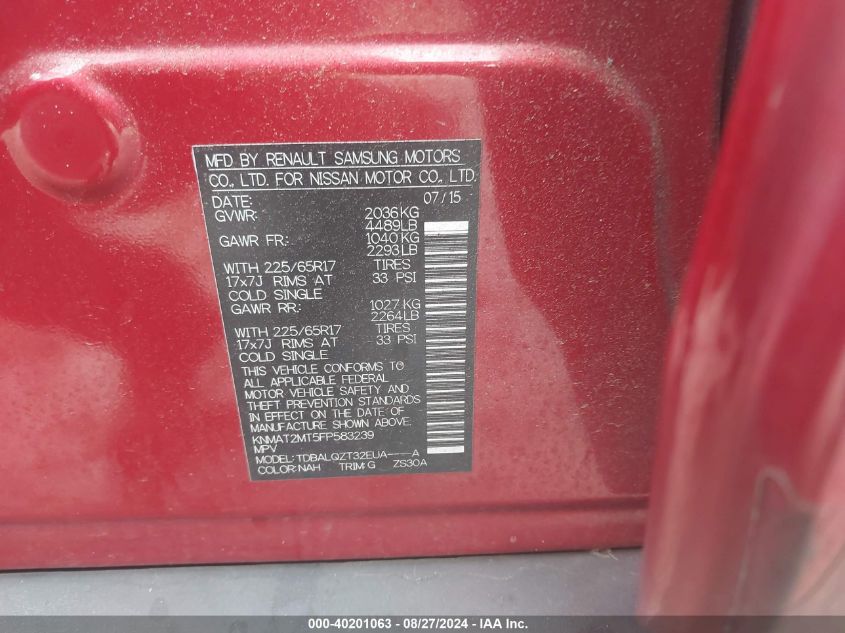 MFD BY RENAULT SAMSUNG MOTORS
CO., LTD. FOR NISSAN MOTOR CO., LTD.
DATE: 07/15
GVWR: 2036KG
4489LB
GAWR FR: 1040KG
2293LB
WITH 225/65R17 TIRES
17x7J RIMS AT 33 PSI
COLD SINGLE
GAWR RR: 1027KG
2264LB
WITH 225/65R17 TIRES
17x7J RIMS AT 33 PSI
COLD SINGLE
THIS VEHICLE CONFORMS TO
ALL APPLICABLE FEDERAL
MOTOR VEHICLE SAFETY AND
THEFT PREVENTION STANDARDS
IN EFFECT ON THE DATE OF
MANUFACTURE SHOWN ABOVE
KNMAT2MT5FP583239
MPV
MODEL: TDBALQZT32EUA----A
COLOR: NAH TRIM: G ZS30A
000-40201063 - 08/27/2024 - IAA Inc.